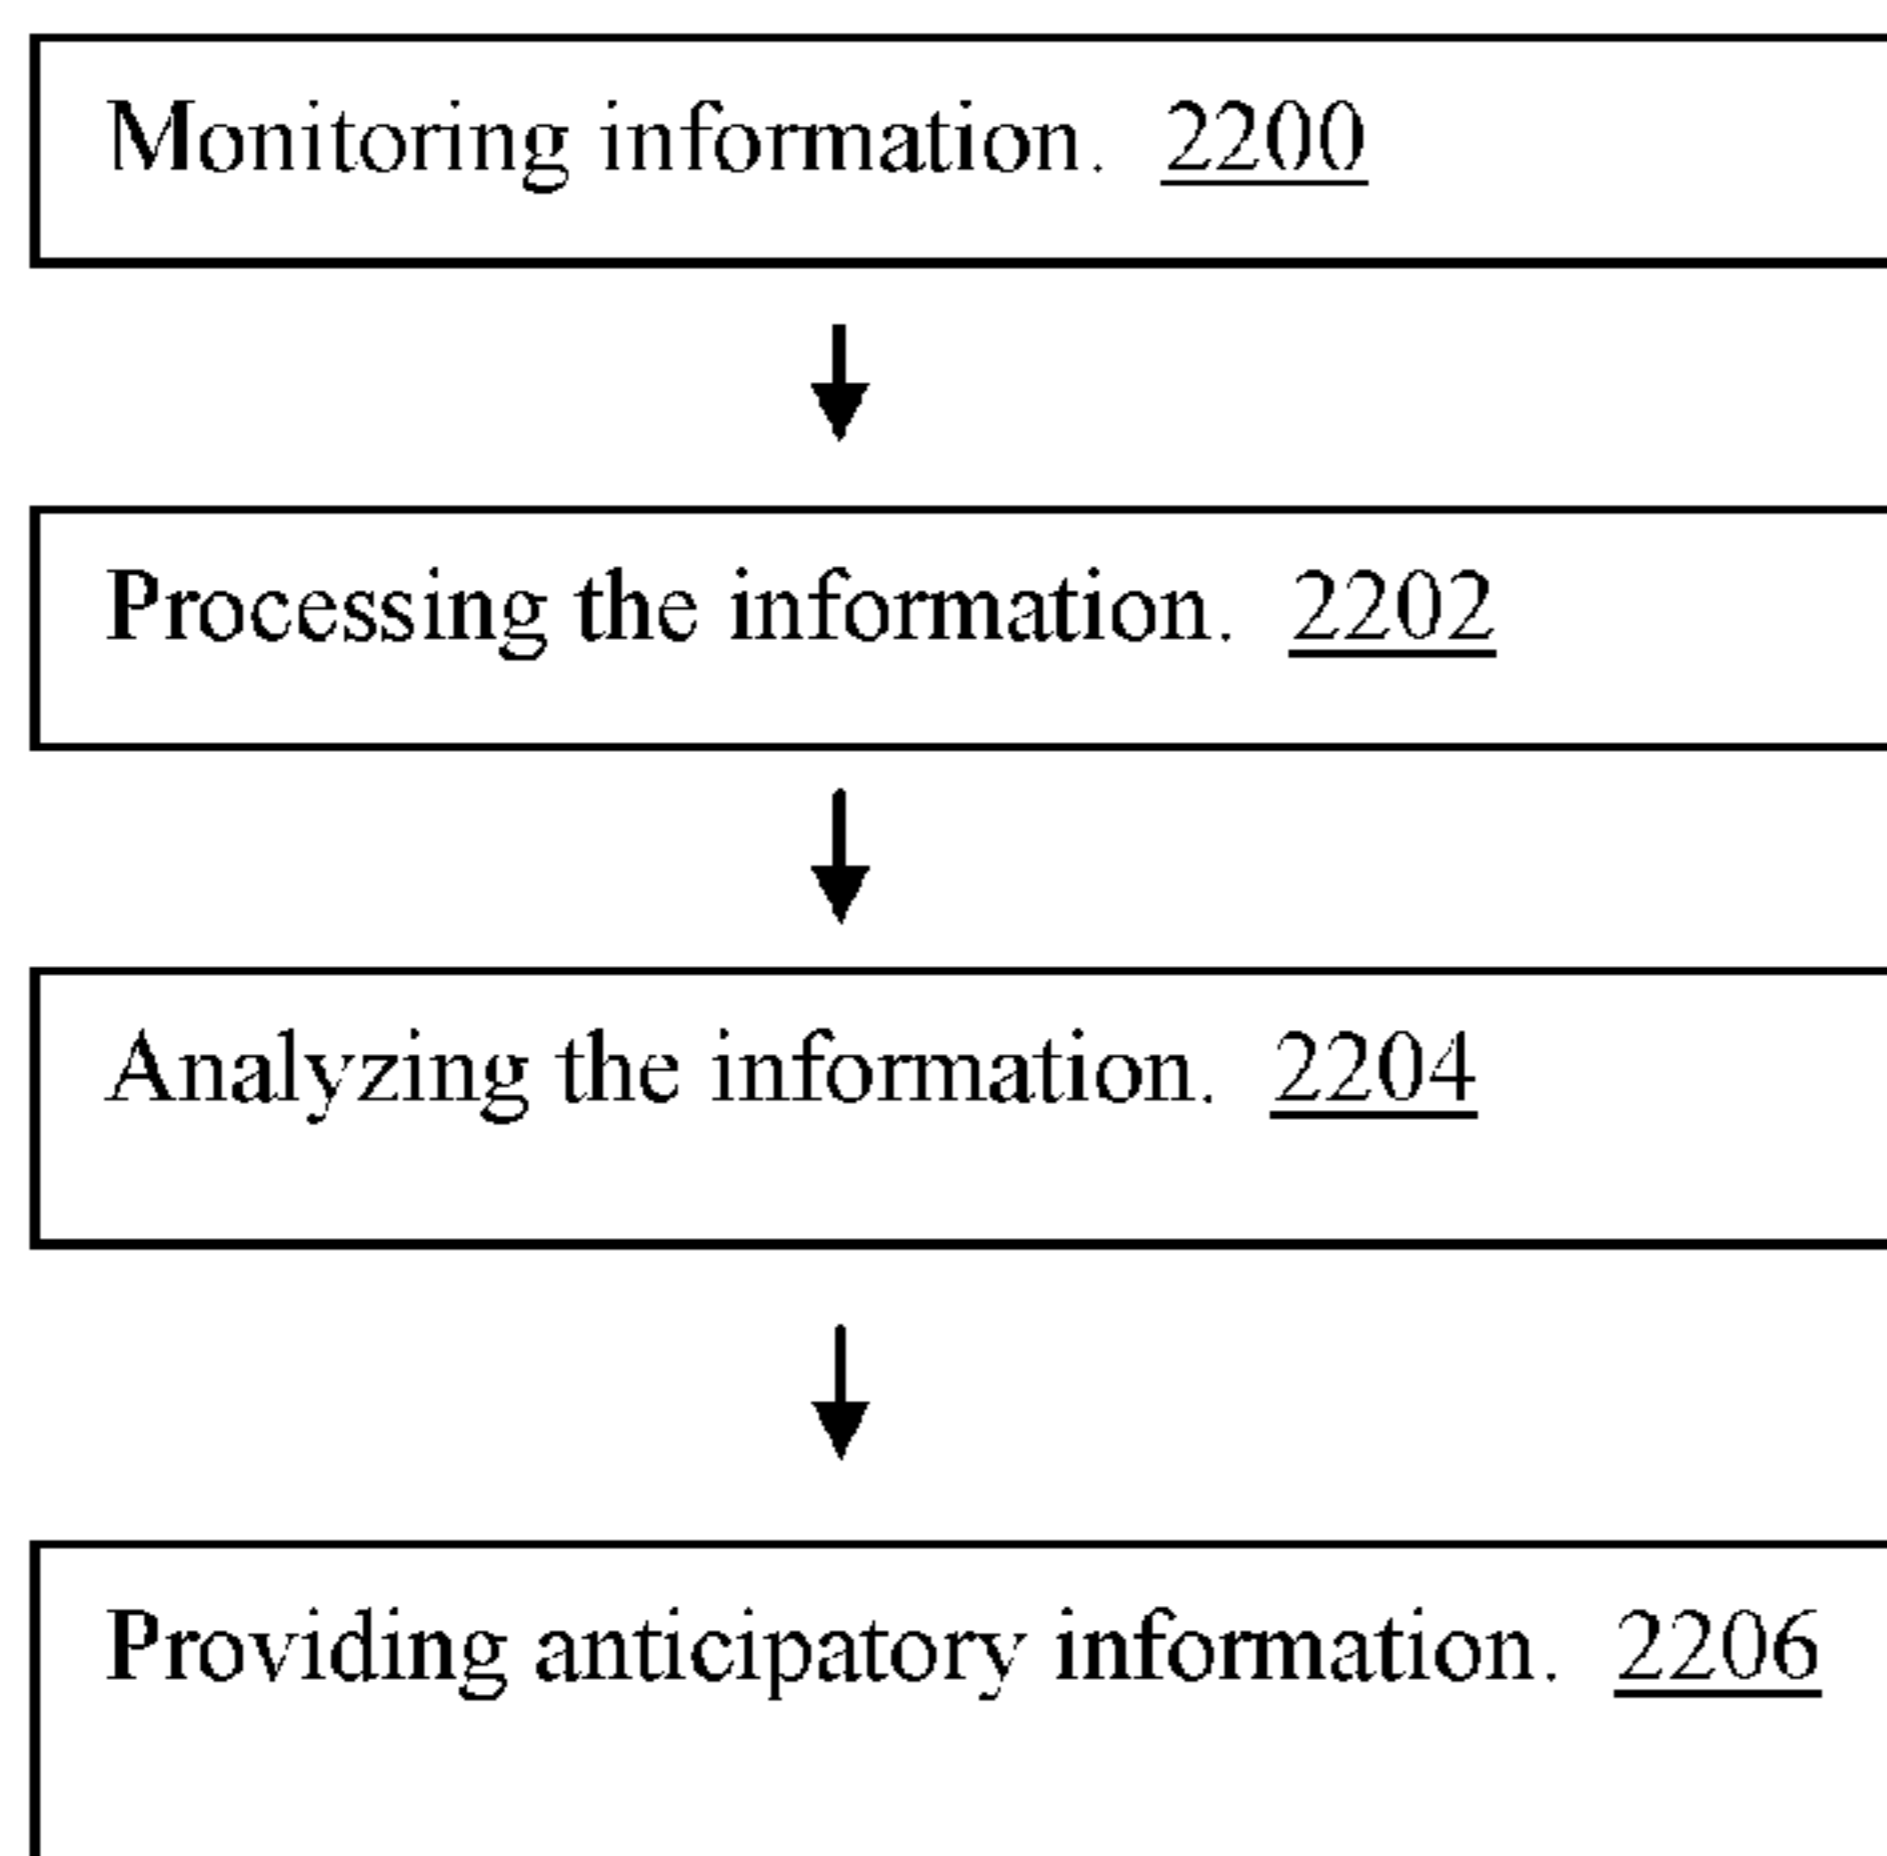 Monitoring information. 2200
Processing the information. 2202
Analyzing the information. 2204
Providing anticipatory information. 2206